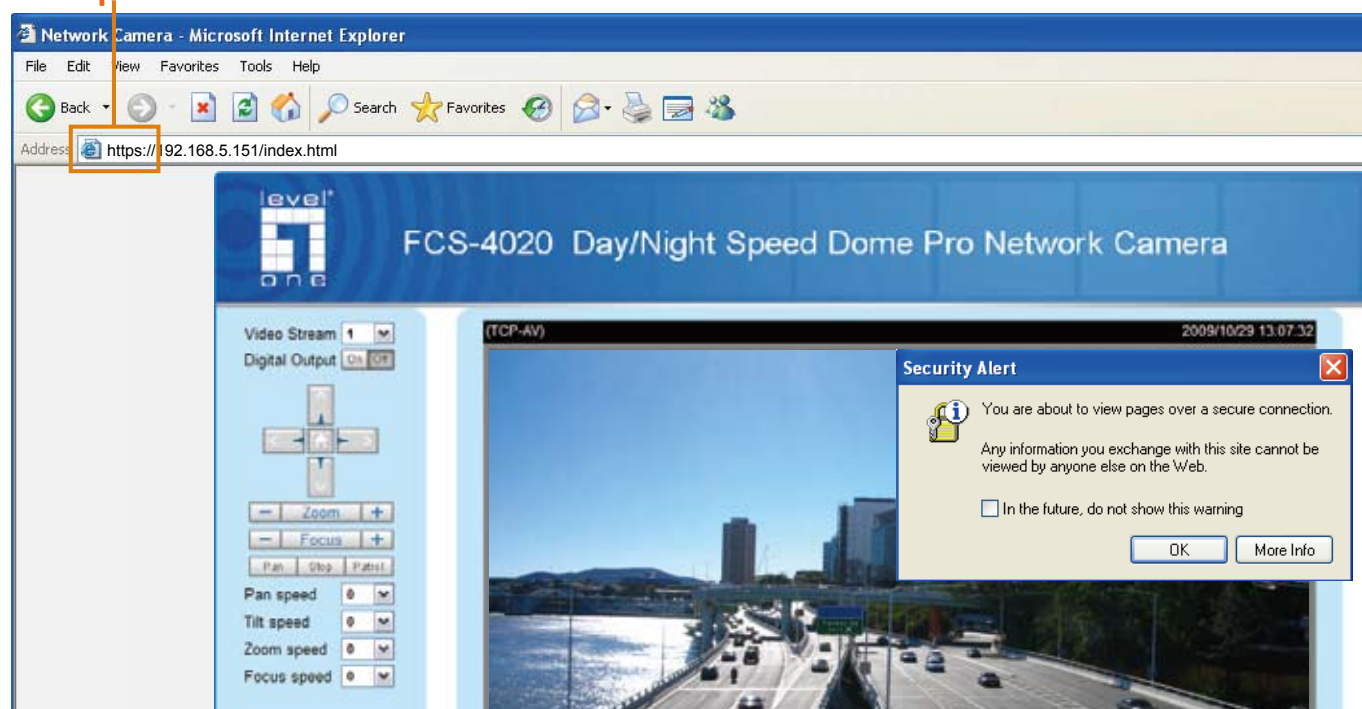 Network Camera - Microsoft Internet Explorer
File Edit View Favorites Tools Help
Back Search Favorites
Address https://192.168.5.151/index.html
level
one
FCS-4020 Day/Night Speed Dome Pro Network Camera
Video Stream 1
Digital Output On Off
(TCP-AV) 2009/10/29 13:07:32
Security Alert
You are about to view pages over a secure connection.
Any information you exchange with this site cannot be
viewed by anyone else on the Web.
In the future, do not show this warning
OK More Info
- Zoom +
- Focus +
Pan Stop Patrol
Pan speed 0
Tilt speed 0
Zoom speed 0
Focus speed 0